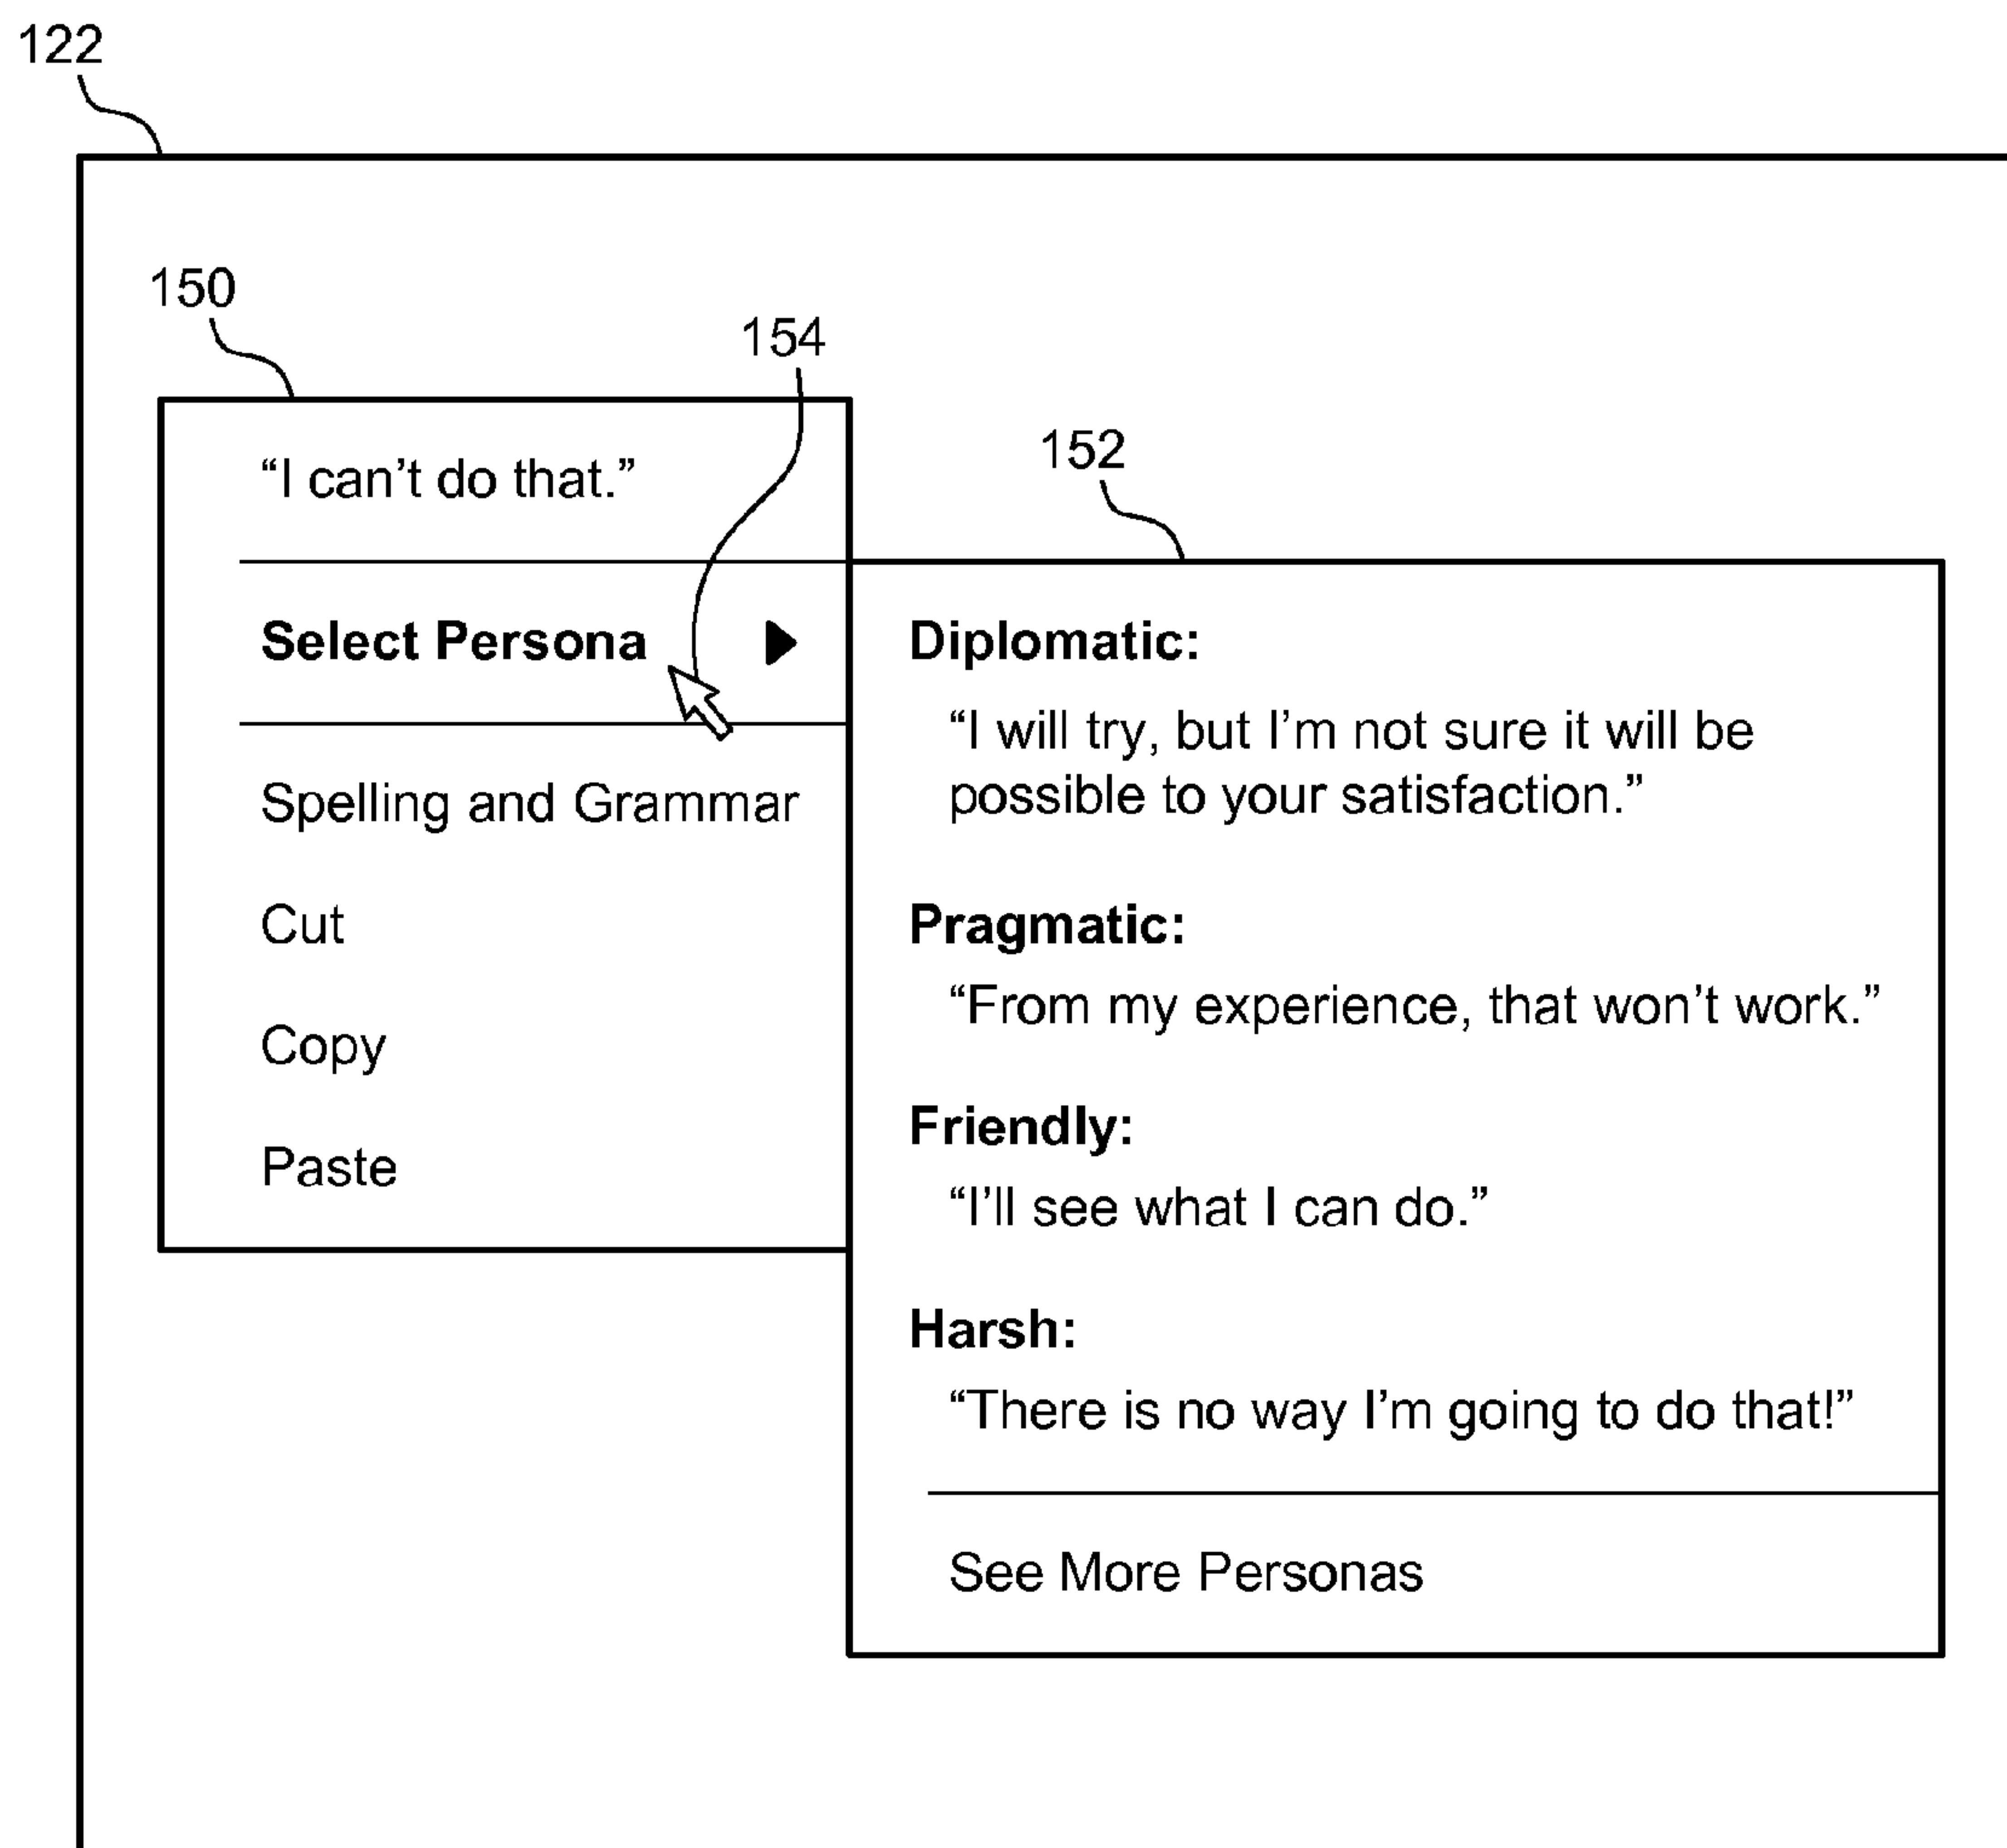 122
150
154
“I can’t do that.”
152
Select Persona
Diplomatic:
“I will try, but I’m not sure it will be
possible to your satisfaction.”
Spelling and Grammar
Pragmatic:
Cut
“From my experience, that won’t work.”
Copy
Friendly:
Paste
“I’ll see what I can do.”
Harsh:
“There is no way I’m going to do that!”
See More Personas